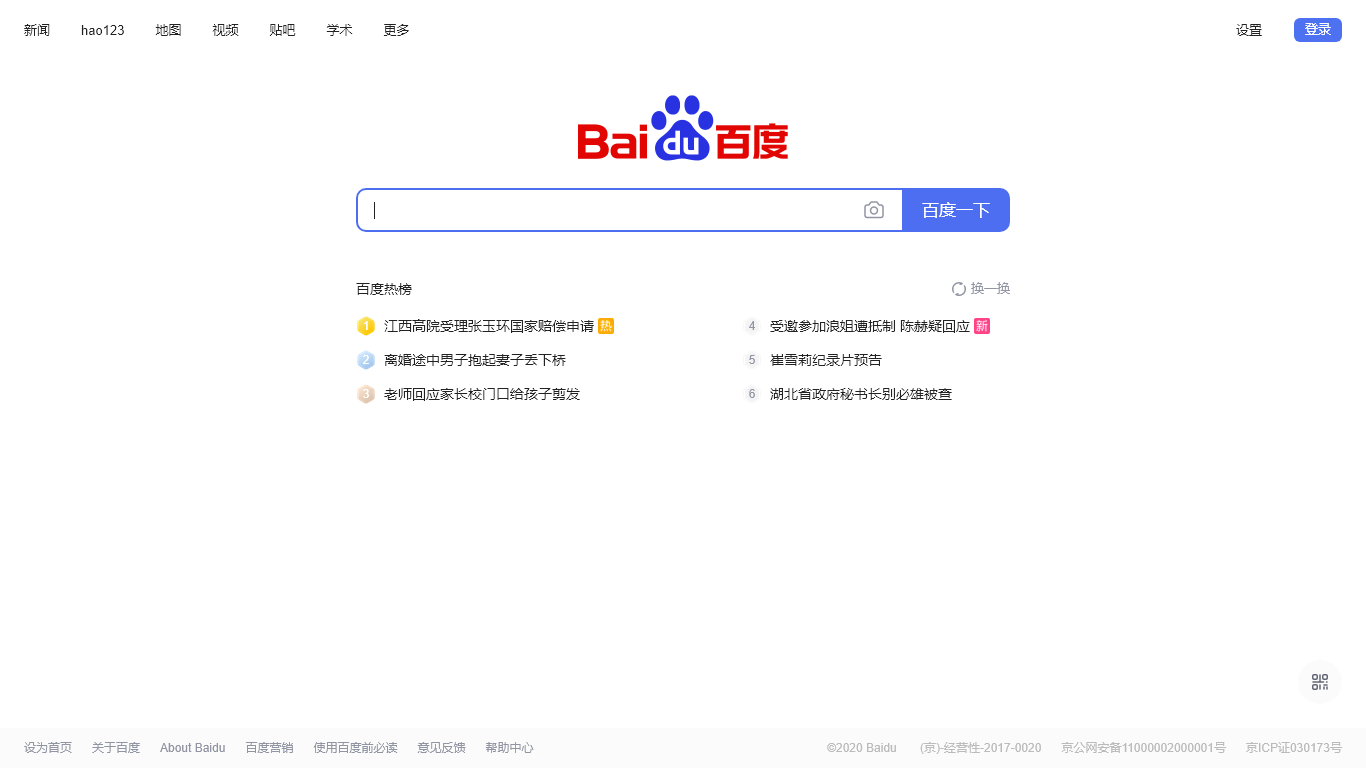 新闻 hao123 地图 视频 贴吧 学术 更多 设置 登录
Baidu百度
百度一下
百度热榜 换一换
1 江西高院受理张玉环国家赔偿申请 热
2 离婚途中男子抱起妻子丢下桥
3 老师回应家长校门口给孩子剪发
4 受邀参加浪姐遭抵制 陈赫疑回应 新
5 崔雪莉纪录片预告
6 湖北省政府秘书长别必雄被查
设为首页 关于百度 About Baidu 百度营销 使用百度前必读 意见反馈 帮助中心 ©2020 Baidu (京)-经营性-2017-0020 京公网安备11000002000001号 京ICP证030173号